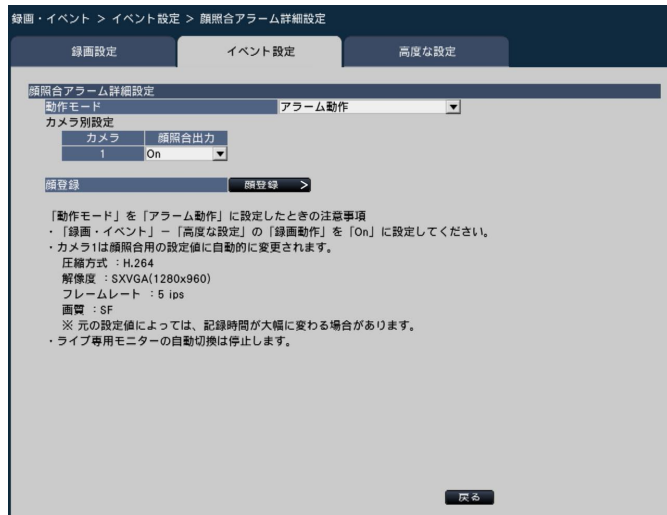 録画・イベント > イベント設定 > 顔照合アラーム詳細設定
録画設定 イベント設定 高度な設定
顔照合アラーム詳細設定
動作モード アラーム動作
カメラ別設定
カメラ 顔照合出力
1 On
顔登録 顔登録 >
「動作モード」を「アラーム動作」に設定したときの注意事項
・「録画・イベント」－「高度な設定」の「録画動作」を「On」に設定してください。
・カメラ1は顔照合用の設定値に自動的に変更されます。
圧縮方式 ：H.264
解像度 ：SXVGA(1280x960)
フレームレート ：5 ips
画質 ：SF
※ 元の設定値によっては、記録時間が大幅に変わる場合があります。
・ライブ専用モニターの自動切換は停止します。
戻る